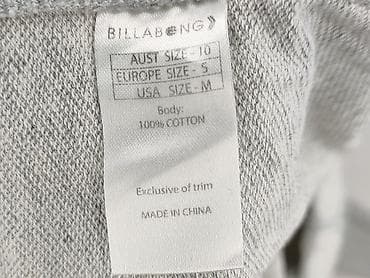 BILLABONG
AUST SIZE - 10
EUROPE SIZE - S
USA SIZE - M
Body:
100% COTTON
Exclusive of trim
MADE IN CHINA